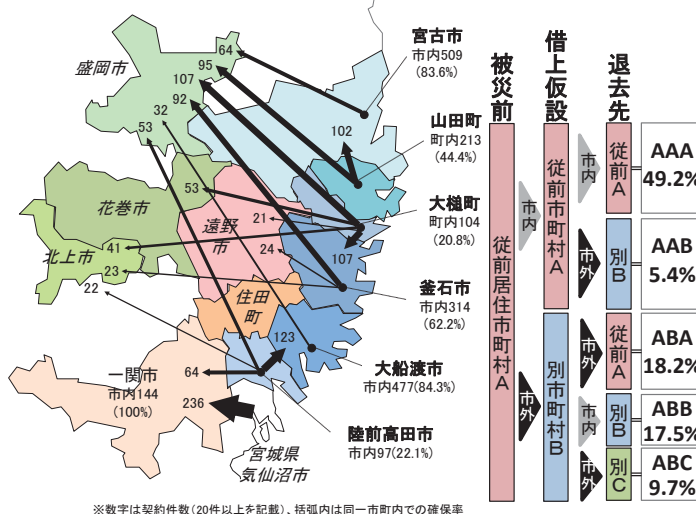 盛岡市
64
95
107
92
32
53
宮古市
市内509
(83.6%)
102
山田町
町内213
(44.4%)
花巻市
53
遠野
市
21
大槌町
町内104
(20.8%)
北上市
41
23
22
24
107
釜石市
市内314
(62.2%)
住田
町
123
大船渡市
市内477(84.3%)
一関市
市内144
(100%)
64
236
陸前高田市
市内97(22.1%)
宮城県
気仙沼市
※数字は契約件数(20件以上を記載)、括弧内は同一市町内での確保率
被災前
借上仮設
退去先
従前居住市町村A
市内
市外
従前市町村A
別市町村B
市内
従前A
AAA
49.2%
市外
別B
AAB
5.4%
市外
従前A
ABA
18.2%
市内
別B
ABB
17.5%
市外
別C
ABC
9.7%